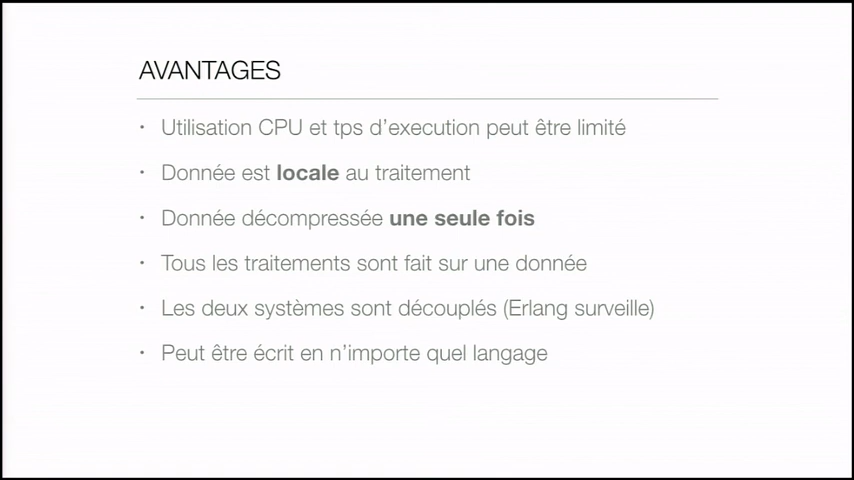 AVANTAGES
• Utilisation CPU et tps d'execution peut être limité
• Donnée est locale au traitement
• Donnée décompressée une seule fois
• Tous les traitements sont fait sur une donnée
• Les deux systèmes sont découplés (Erlang surveille)
• Peut être écrit en n'importe quel langage